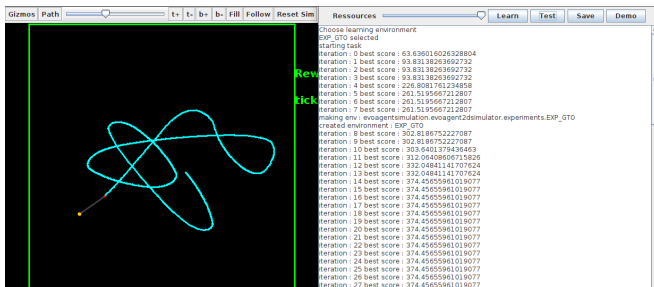 Gizmos Path t+ t- b+ b- Fill Follow Reset Sim
Ressources Learn Test Save Demo
Rew
tick
Choose learning environment
EXP_GTO selected
starting task
iteration : 0 best score : 63.636016026328804
iteration : 1 best score : 93.83138263692732
iteration : 2 best score : 93.83138263692732
iteration : 3 best score : 93.83138263692732
iteration : 4 best score : 226.8081761234858
iteration : 5 best score : 261.5195667212807
iteration : 6 best score : 261.5195667212807
iteration : 7 best score : 261.5195667212807
making env : evoagentsimulation.evoagent2dsimulator.experiments.EXP_GTO
created environment : EXP_GTO
iteration : 8 best score : 302.8186752227087
iteration : 9 best score : 302.8186752227087
iteration : 10 best score : 303.6401379436463
iteration : 11 best score : 312.06408606715826
iteration : 12 best score : 332.04841141707624
iteration : 13 best score : 332.04841141707624
iteration : 14 best score : 374.45655961019077
iteration : 15 best score : 374.45655961019077
iteration : 16 best score : 374.45655961019077
iteration : 17 best score : 374.45655961019077
iteration : 18 best score : 374.45655961019077
iteration : 19 best score : 374.45655961019077
iteration : 20 best score : 374.45655961019077
iteration : 21 best score : 374.45655961019077
iteration : 22 best score : 374.45655961019077
iteration : 23 best score : 374.45655961019077
iteration : 24 best score : 374.45655961019077
iteration : 25 best score : 374.45655961019077
iteration : 26 best score : 374.45655961019077
iteration : 27 best score : 374.45655961019077